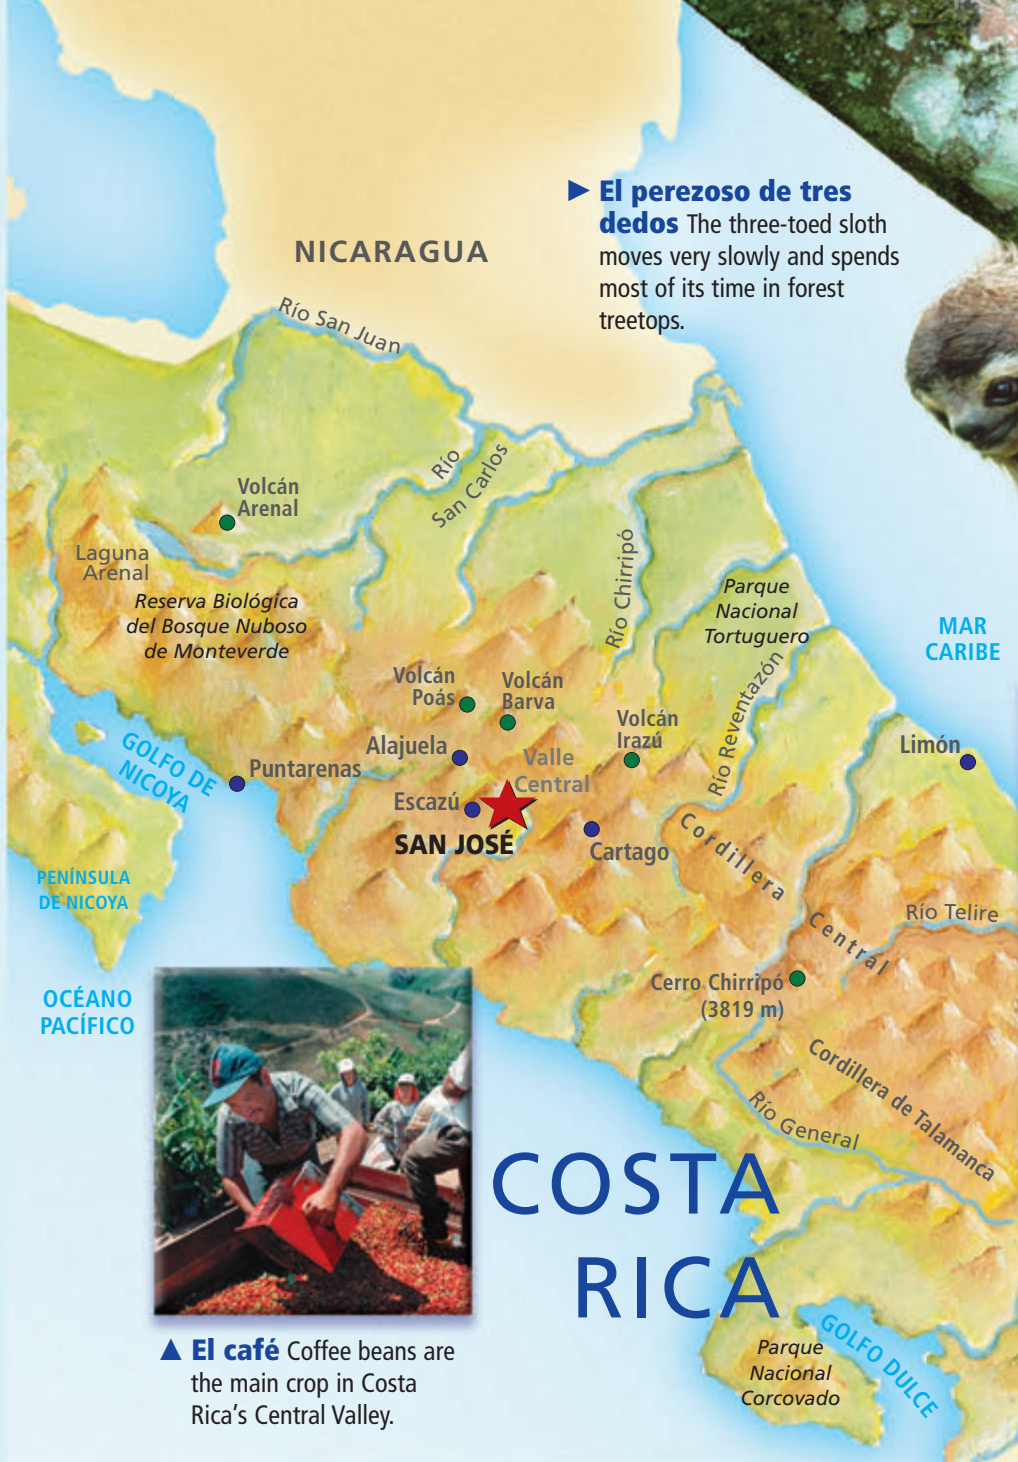 ► El perezoso de tres
dedos The three-toed sloth
moves very slowly and spends
most of its time in forest
treetops.
NICARAGUA
Río San Juan
Río
San Carlos
Volcán
Arenal
Laguna
Arenal
Reserva Biológica
del Bosque Nuboso
de Monteverde
Río Chirripó
Parque
Nacional
Tortuguero
MAR
CARIBE
Volcán
Poás
Volcán
Barva
Volcán
Irazú
Río Reventazón
Limón
GOLFO DE
NICOYA
Puntarenas
Alajuela
Valle
Central
Escazú
SAN JOSÉ
Cartago
Cordillera
Central
PENÍNSULA
DE NICOYA
Río Telire
OCÉANO
PACÍFICO
Cerro Chirripó
(3819 m)
Cordillera de Talamanca
Río General
COSTA
RICA
▲ El café Coffee beans are
the main crop in Costa
Rica’s Central Valley.
Parque
Nacional
Corcovado
GOLFO DULCE